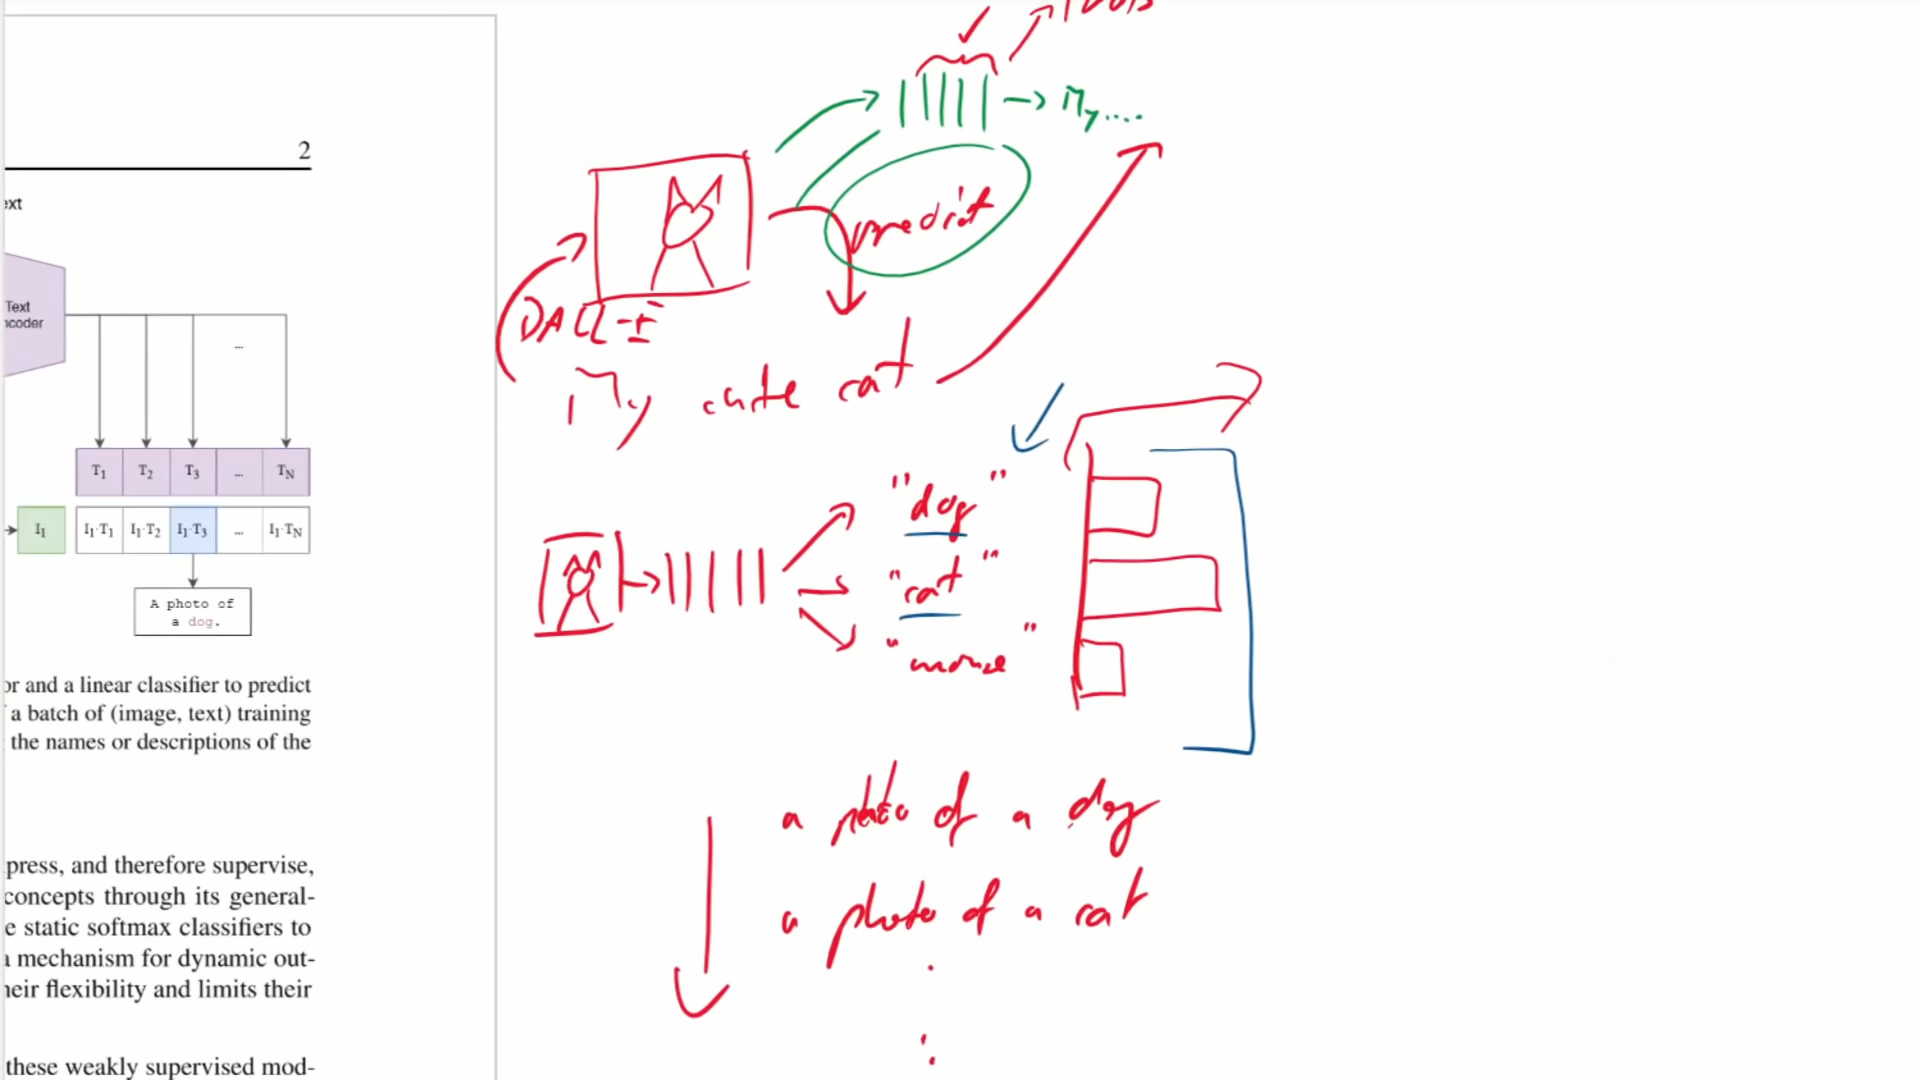 2
ext
Text
ncoder
...
T1 T2 T3 ... TN
I1 I1·T1 I1·T2 I1·T3 ... I1·TN
A photo of
a dog.
or and a linear classifier to predict
a batch of (image, text) training
the names or descriptions of the
press, and therefore supervise,
concepts through its general-
e static softmax classifiers to
a mechanism for dynamic out-
heir flexibility and limits their
these weakly supervised mod-
My....
predict
DALL-E
My cute cat
"dog"
"cat"
"mouse"
a photo of a dog
a photo of a cat